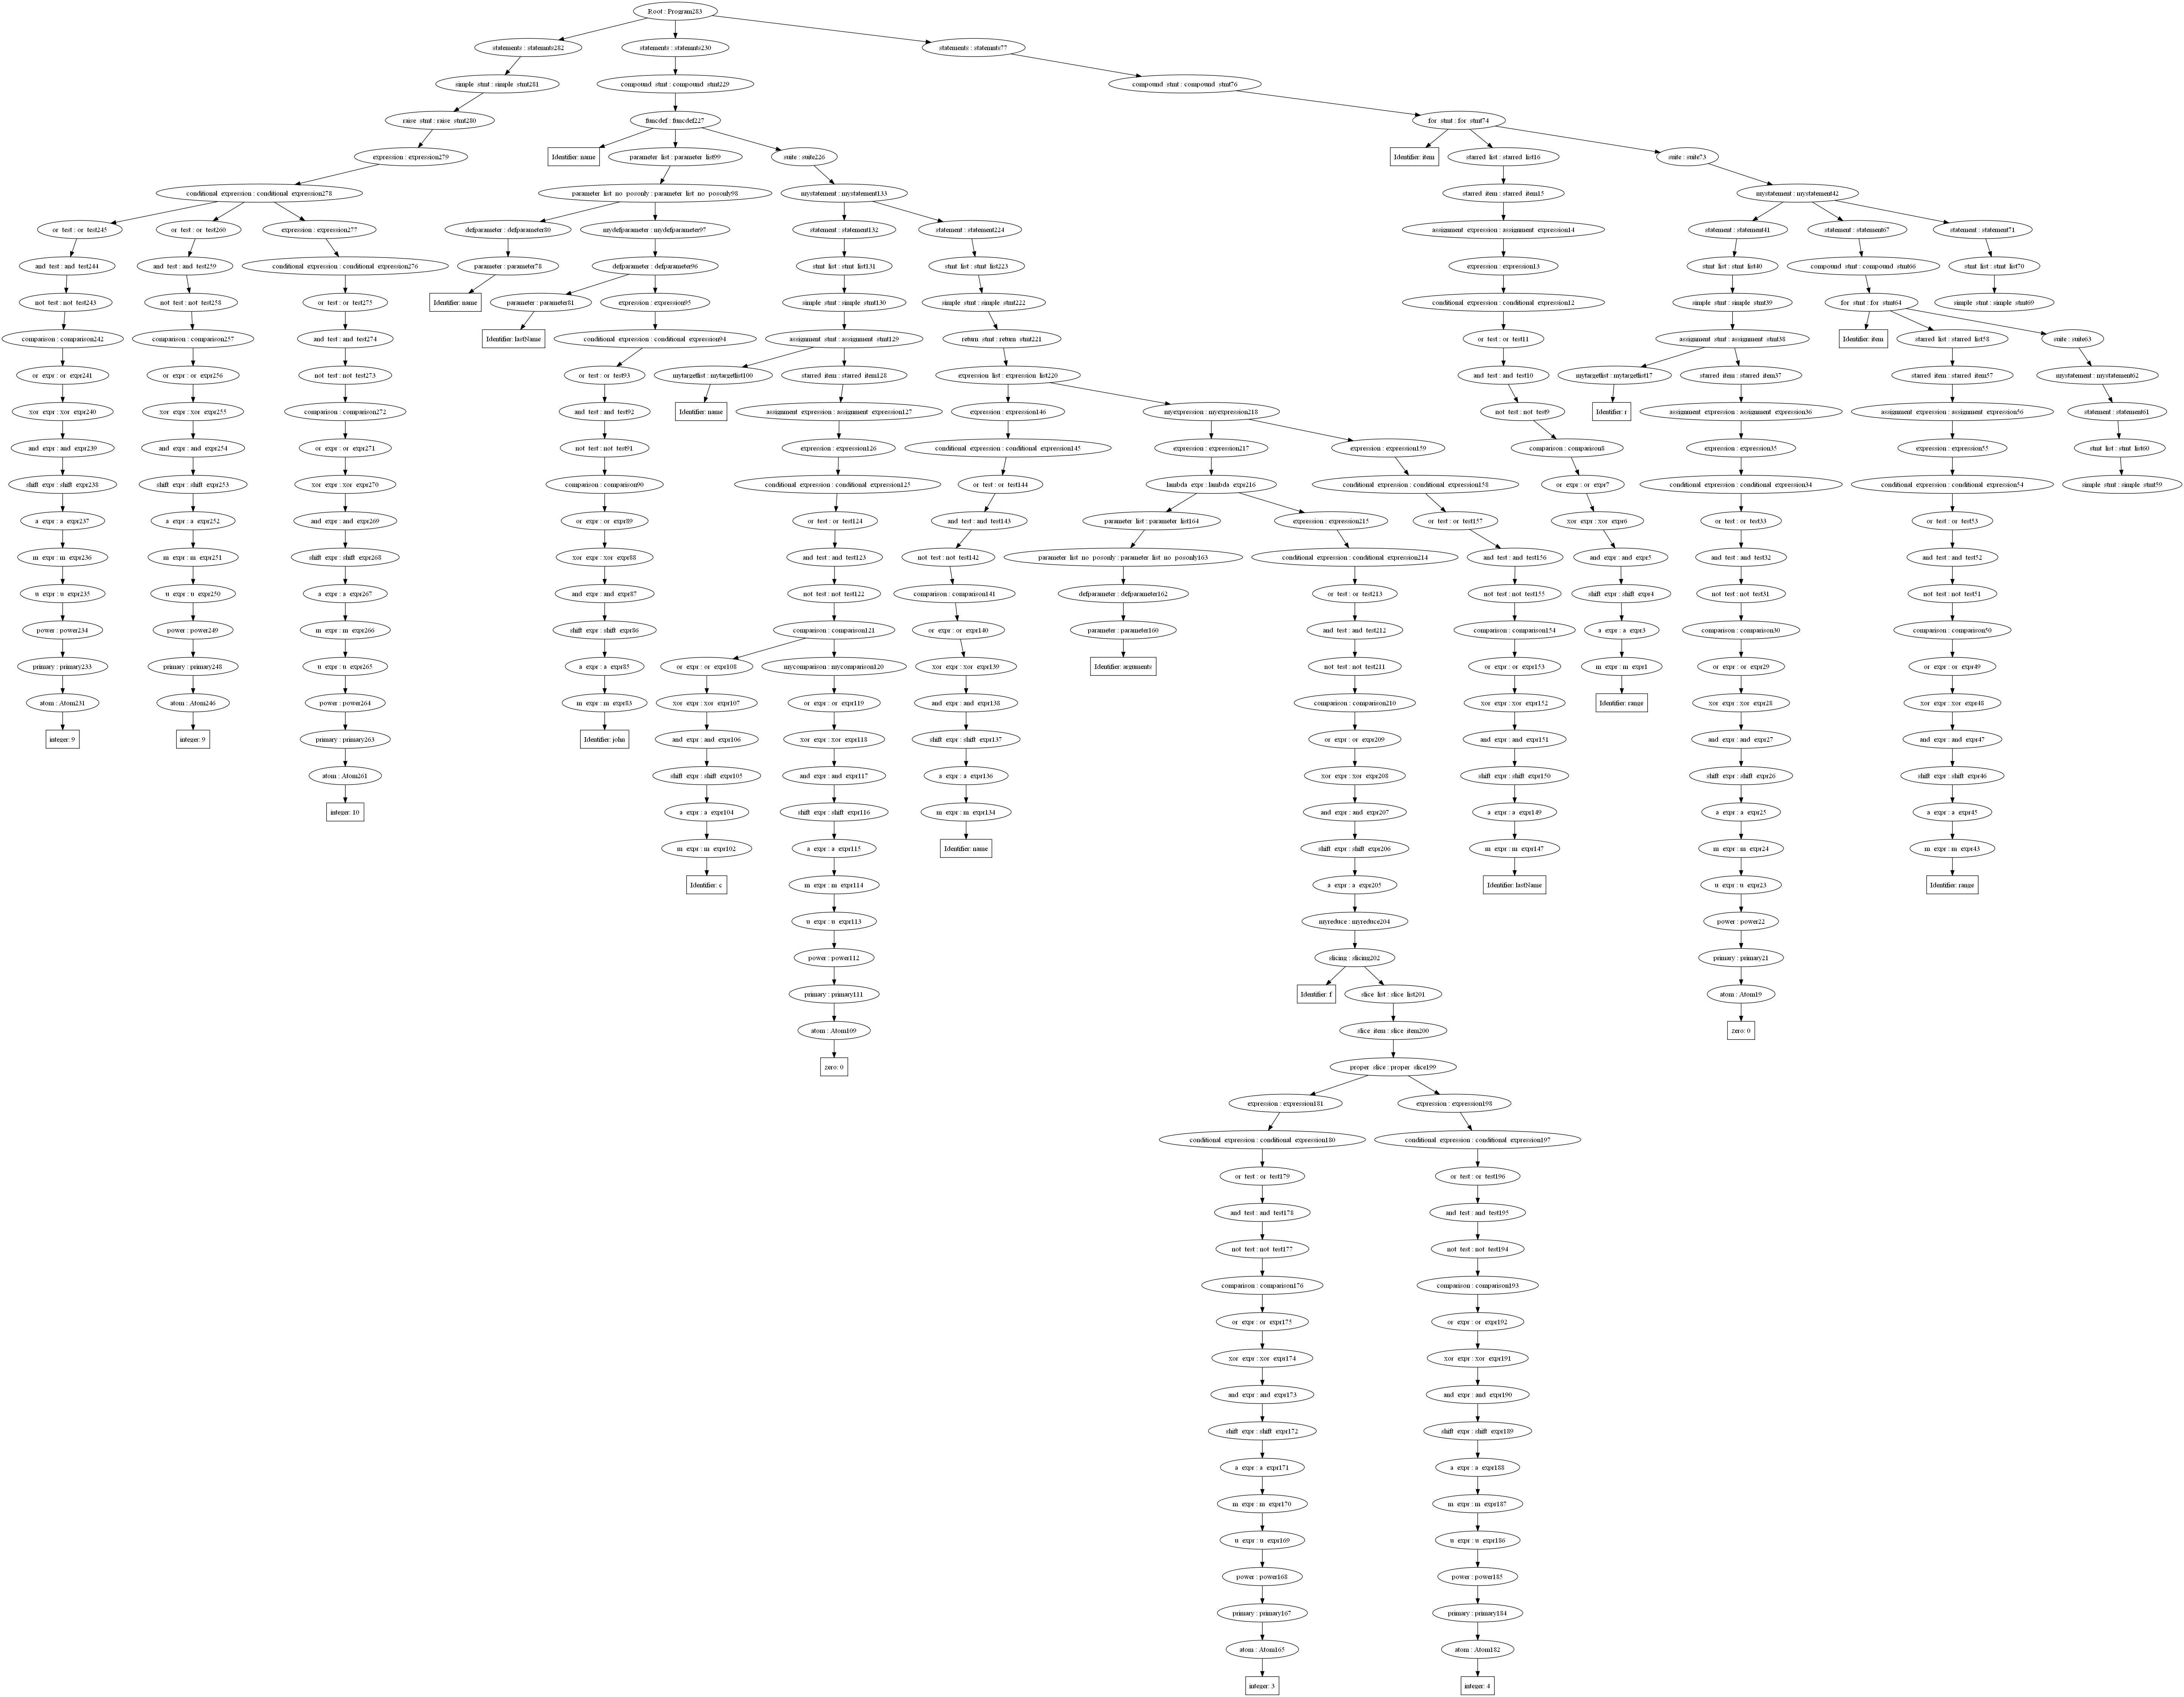 Root : Program283
statements : statemnts282
statements : statemnts230
statements : statemnts77
simple_stmt : simple_stmt281
compound_stmt : compound_stmt229
compound_stmt : compound_stmt76
raise_stmt : raise_stmt280
funcdef : funcdef227
for_stmt : for_stmt74
expression : expression279
Identifier: name
parameter_list : parameter_list99
suite : suite226
Identifier: item
starred_list : starred_list16
suite : suite73
conditional_expression : conditional_expression278
parameter_list_no_posonly : parameter_list_no_posonly98
mystatement : mystatement133
starred_item : starred_item15
mystatement : mystatement42
or_test : or_test245
or_test : or_test260
expression : expression277
defparameter : defparameter80
mydefparameter : mydefparameter97
statement : statement132
statement : statement224
assignment_expression : assignment_expression14
statement : statement41
statement : statement67
statement : statement71
and_test : and_test244
and_test : and_test259
conditional_expression : conditional_expression276
parameter : parameter78
defparameter : defparameter96
stmt_list : stmt_list131
stmt_list : stmt_list223
expression : expression13
stmt_list : stmt_list40
compound_stmt : compound_stmt66
stmt_list : stmt_list70
not_test : not_test243
not_test : not_test258
or_test : or_test275
Identifier: name
parameter : parameter81
expression : expression95
simple_stmt : simple_stmt130
simple_stmt : simple_stmt222
conditional_expression : conditional_expression12
simple_stmt : simple_stmt39
for_stmt : for_stmt64
simple_stmt : simple_stmt69
comparison : comparison242
comparison : comparison257
and_test : and_test274
Identifier: lastName
conditional_expression : conditional_expression94
assignment_stmt : assignment_stmt129
return_stmt : return_stmt221
or_test : or_test11
assignment_stmt : assignment_stmt38
Identifier: item
starred_list : starred_list58
suite : suite63
or_expr : or_expr241
or_expr : or_expr256
not_test : not_test273
or_test : or_test93
mytargetlist : mytargetlist100
starred_item : starred_item128
expression_list : expression_list220
and_test : and_test10
mytargetlist : mytargetlist17
starred_item : starred_item37
starred_item : starred_item57
mystatement : mystatement62
xor_expr : xor_expr240
xor_expr : xor_expr255
comparison : comparison272
and_test : and_test92
Identifier: name
assignment_expression : assignment_expression127
expression : expression146
myexpression : myexpression218
not_test : not_test9
Identifier: r
assignment_expression : assignment_expression36
assignment_expression : assignment_expression56
statement : statement61
and_expr : and_expr239
and_expr : and_expr254
or_expr : or_expr271
not_test : not_test91
expression : expression126
conditional_expression : conditional_expression145
expression : expression217
expression : expression159
comparison : comparison8
expression : expression35
expression : expression55
stmt_list : stmt_list60
shift_expr : shift_expr238
shift_expr : shift_expr253
xor_expr : xor_expr270
comparison : comparison90
conditional_expression : conditional_expression125
or_test : or_test144
lambda_expr : lambda_expr216
conditional_expression : conditional_expression158
or_expr : or_expr7
conditional_expression : conditional_expression34
conditional_expression : conditional_expression54
simple_stmt : simple_stmt59
a_expr : a_expr237
a_expr : a_expr252
and_expr : and_expr269
or_expr : or_expr89
or_test : or_test124
and_test : and_test143
parameter_list : parameter_list164
expression : expression215
or_test : or_test157
xor_expr : xor_expr6
or_test : or_test33
or_test : or_test53
m_expr : m_expr236
m_expr : m_expr251
shift_expr : shift_expr268
xor_expr : xor_expr88
and_test : and_test123
not_test : not_test142
parameter_list_no_posonly : parameter_list_no_posonly163
conditional_expression : conditional_expression214
and_test : and_test156
and_expr : and_expr5
and_test : and_test32
and_test : and_test52
u_expr : u_expr235
u_expr : u_expr250
a_expr : a_expr267
and_expr : and_expr87
not_test : not_test122
comparison : comparison141
defparameter : defparameter162
or_test : or_test213
not_test : not_test155
shift_expr : shift_expr4
not_test : not_test31
not_test : not_test51
power : power234
power : power249
m_expr : m_expr266
shift_expr : shift_expr86
comparison : comparison121
or_expr : or_expr140
parameter : parameter160
and_test : and_test212
comparison : comparison154
a_expr : a_expr3
comparison : comparison30
comparison : comparison50
primary : primary233
primary : primary248
u_expr : u_expr265
a_expr : a_expr85
or_expr : or_expr108
mycomparison : mycomparison120
xor_expr : xor_expr139
Identifier: arguments
not_test : not_test211
or_expr : or_expr153
m_expr : m_expr1
or_expr : or_expr29
or_expr : or_expr49
atom : Atom231
atom : Atom246
power : power264
m_expr : m_expr83
xor_expr : xor_expr107
or_expr : or_expr119
and_expr : and_expr138
comparison : comparison210
xor_expr : xor_expr152
Identifier: range
xor_expr : xor_expr28
xor_expr : xor_expr48
integer: 9
integer: 9
primary : primary263
Identifier: john
and_expr : and_expr106
xor_expr : xor_expr118
shift_expr : shift_expr137
or_expr : or_expr209
and_expr : and_expr151
and_expr : and_expr27
and_expr : and_expr47
atom : Atom261
shift_expr : shift_expr105
and_expr : and_expr117
a_expr : a_expr136
xor_expr : xor_expr208
shift_expr : shift_expr150
shift_expr : shift_expr26
shift_expr : shift_expr46
integer: 10
a_expr : a_expr104
shift_expr : shift_expr116
m_expr : m_expr134
and_expr : and_expr207
a_expr : a_expr149
a_expr : a_expr25
a_expr : a_expr45
m_expr : m_expr102
a_expr : a_expr115
Identifier: name
shift_expr : shift_expr206
m_expr : m_expr147
m_expr : m_expr24
m_expr : m_expr43
Identifier: c
m_expr : m_expr114
a_expr : a_expr205
Identifier: lastName
u_expr : u_expr23
Identifier: range
u_expr : u_expr113
myreduce : myreduce204
power : power22
power : power112
slicing : slicing202
primary : primary21
primary : primary111
Identifier: f
slice_list : slice_list201
atom : Atom19
atom : Atom109
slice_item : slice_item200
zero: 0
zero: 0
proper_slice : proper_slice199
expression : expression181
expression : expression198
conditional_expression : conditional_expression180
conditional_expression : conditional_expression197
or_test : or_test179
or_test : or_test196
and_test : and_test178
and_test : and_test195
not_test : not_test177
not_test : not_test194
comparison : comparison176
comparison : comparison193
or_expr : or_expr175
or_expr : or_expr192
xor_expr : xor_expr174
xor_expr : xor_expr191
and_expr : and_expr173
and_expr : and_expr190
shift_expr : shift_expr172
shift_expr : shift_expr189
a_expr : a_expr171
a_expr : a_expr188
m_expr : m_expr170
m_expr : m_expr187
u_expr : u_expr169
u_expr : u_expr186
power : power168
power : power185
primary : primary167
primary : primary184
atom : Atom165
atom : Atom182
integer: 3
integer: 4